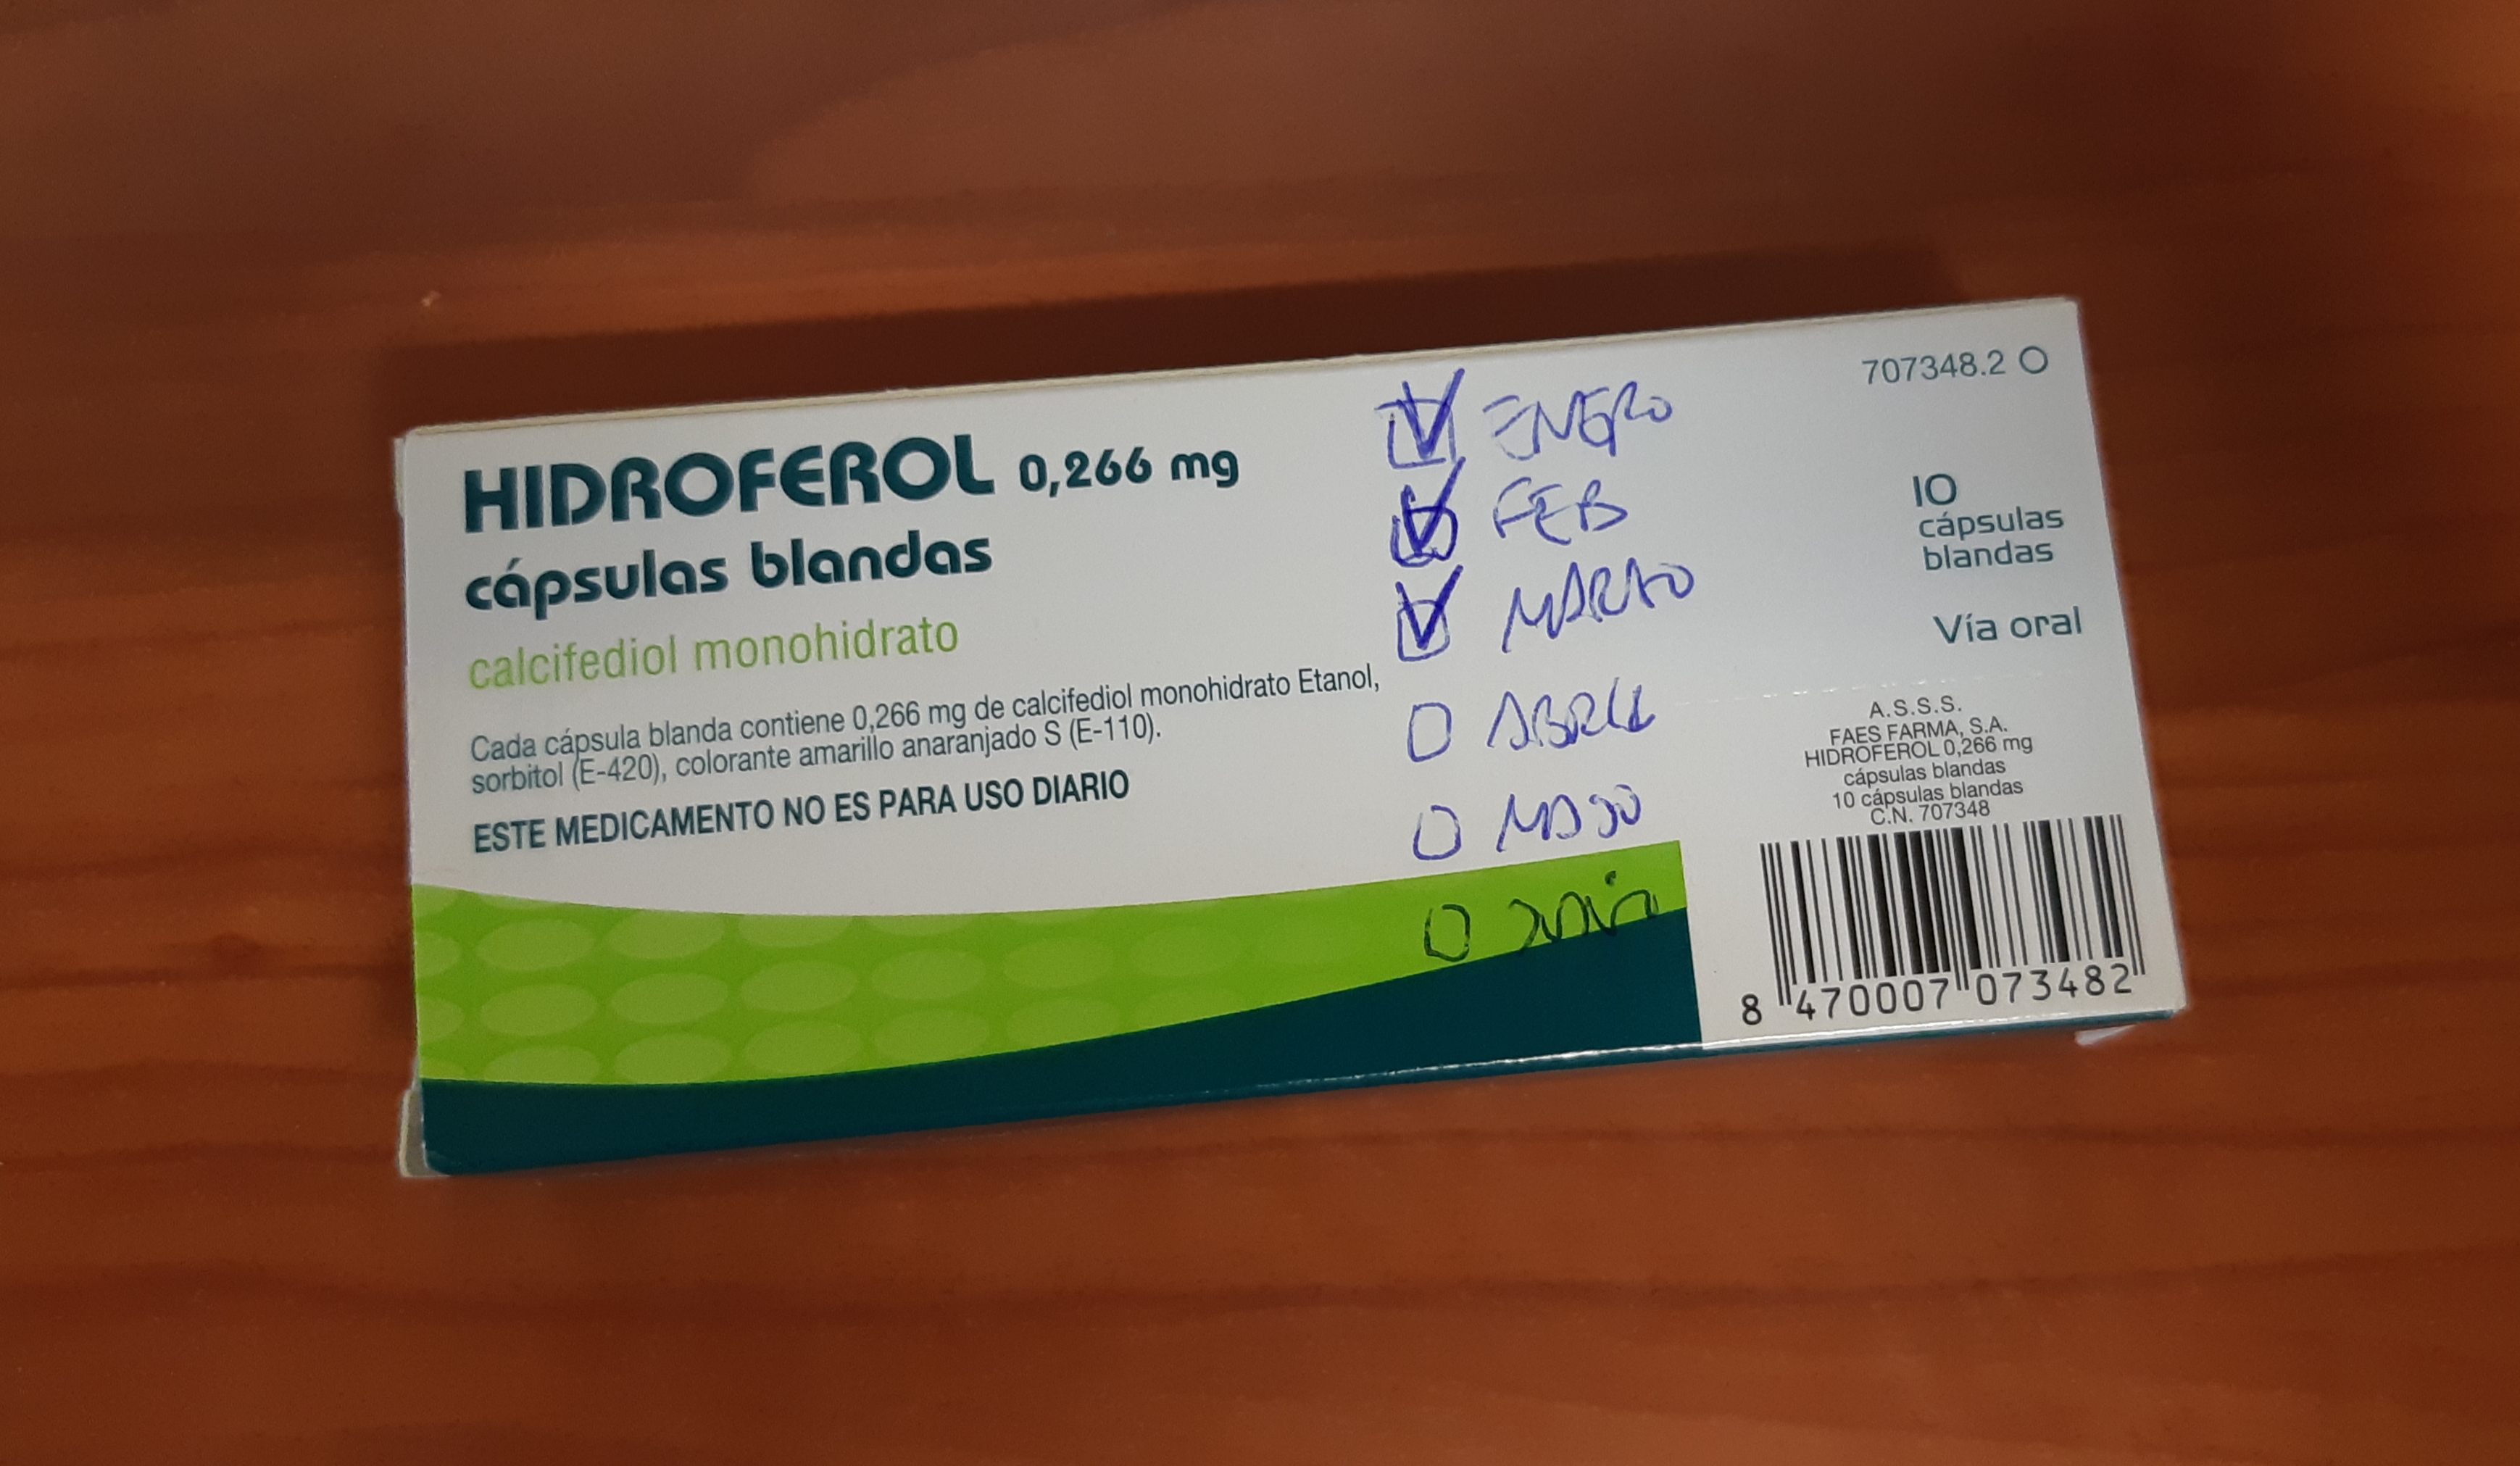 HIDROFEROL 0,266 mg
cápsulas blandas
calcifediol monohidrato
Cada cápsula blanda contiene 0,266 mg de calcifediol monohidrato Etanol,
sorbitol (E-420), colorante amarillo anaranjado S (E-110).
ESTE MEDICAMENTO NO ES PARA USO DIARIO
ENERO
FEB
MARZO
ABRIL
MAYO
707348.2
10
cápsulas
blandas
Vía oral
A.S.S.S.
FAES FARMA, S.A.
HIDROFEROL 0,266 mg
cápsulas blandas
10 cápsulas blandas
C.N. 707348
8 470007 073482